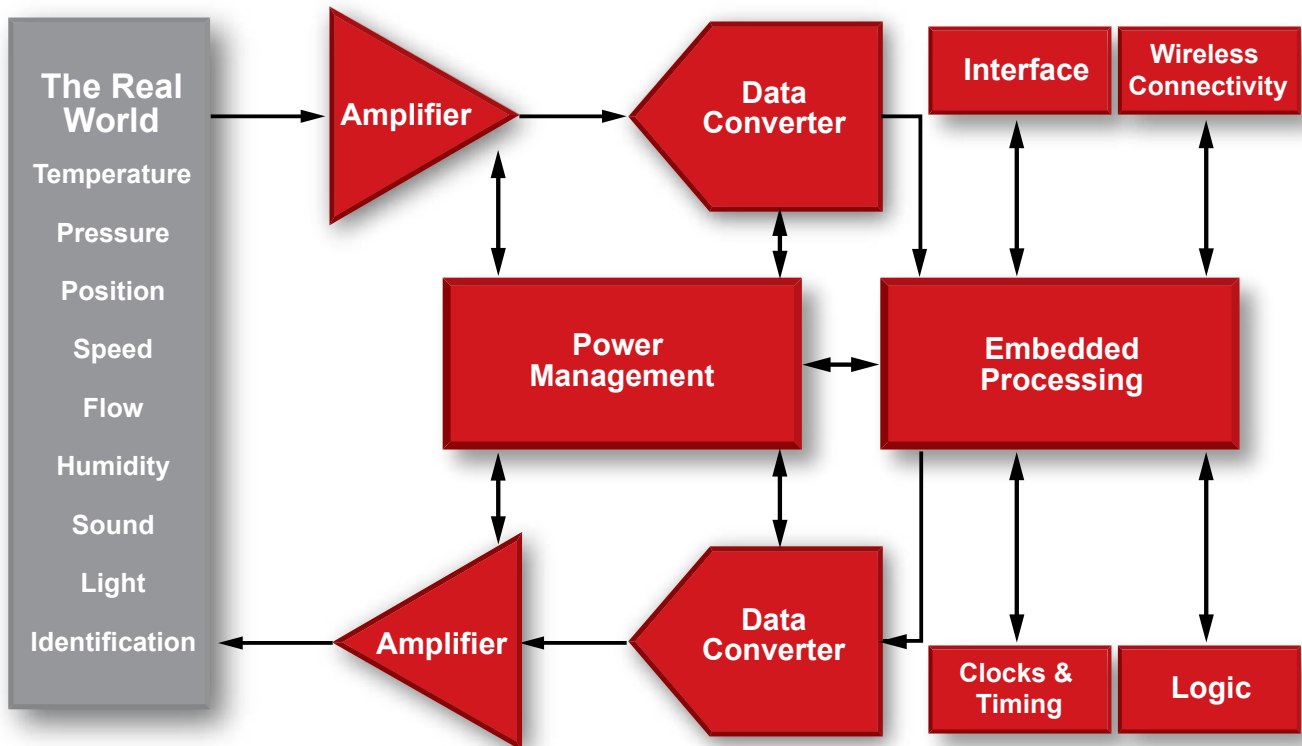 The Real
World
Temperature
Pressure
Position
Speed
Flow
Humidity
Sound
Light
Identification
Amplifier
Data
Converter
Interface
Wireless
Connectivity
Power
Management
Embedded
Processing
Amplifier
Data
Converter
Clocks &
Timing
Logic